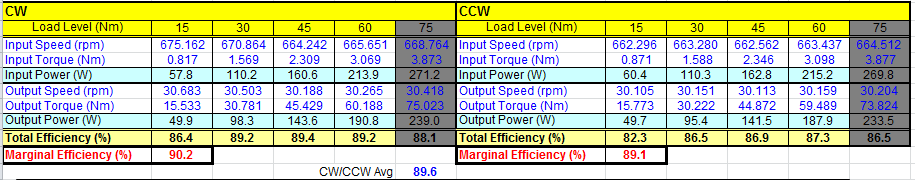 CW CCW
Load Level (Nm) 15 30 45 60 75 Load Level (Nm) 15 30 45 60 75
Input Speed (rpm) 675.162 670.864 664.242 665.651 668.764 Input Speed (rpm) 662.296 663.280 662.562 663.437 664.512
Input Torque (Nm) 0.817 1.569 2.309 3.069 3.873 Input Torque (Nm) 0.871 1.588 2.346 3.098 3.877
Input Power (W) 57.8 110.2 160.6 213.9 271.2 Input Power (W) 60.4 110.3 162.8 215.2 269.8
Output Speed (rpm) 30.683 30.503 30.188 30.265 30.418 Output Speed (rpm) 30.105 30.151 30.113 30.159 30.204
Output Torque (Nm) 15.533 30.781 45.429 60.188 75.023 Output Torque (Nm) 15.773 30.222 44.872 59.489 73.824
Output Power (W) 49.9 98.3 143.6 190.8 239.0 Output Power (W) 49.7 95.4 141.5 187.9 233.5
Total Efficiency (%) 86.4 89.2 89.4 89.2 88.1 Total Efficiency (%) 82.3 86.5 86.9 87.3 86.5
Marginal Efficiency (%) 90.2 Marginal Efficiency (%) 89.1
CW/CCW Avg 89.6